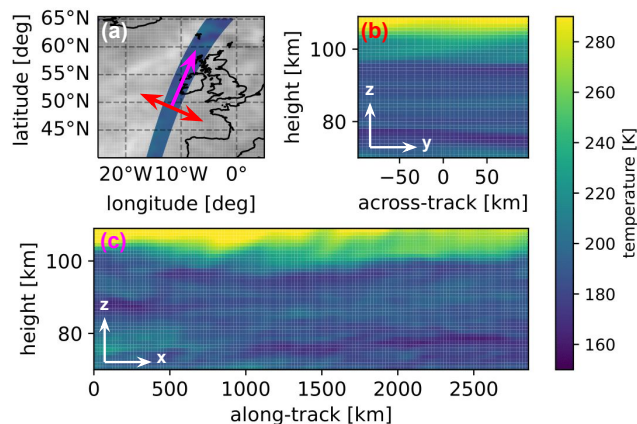 65°N
60°N
55°N
50°N
45°N
latitude [deg]
(a)
20°W 10°W 0°
longitude [deg]
100
80
height [km]
(b)
z
y
−50 0 50
across-track [km]
280
260
240
220
200
180
160
temperature [K]
100
80
height [km]
(c)
z
x
0 500 1000 1500 2000 2500
along-track [km]